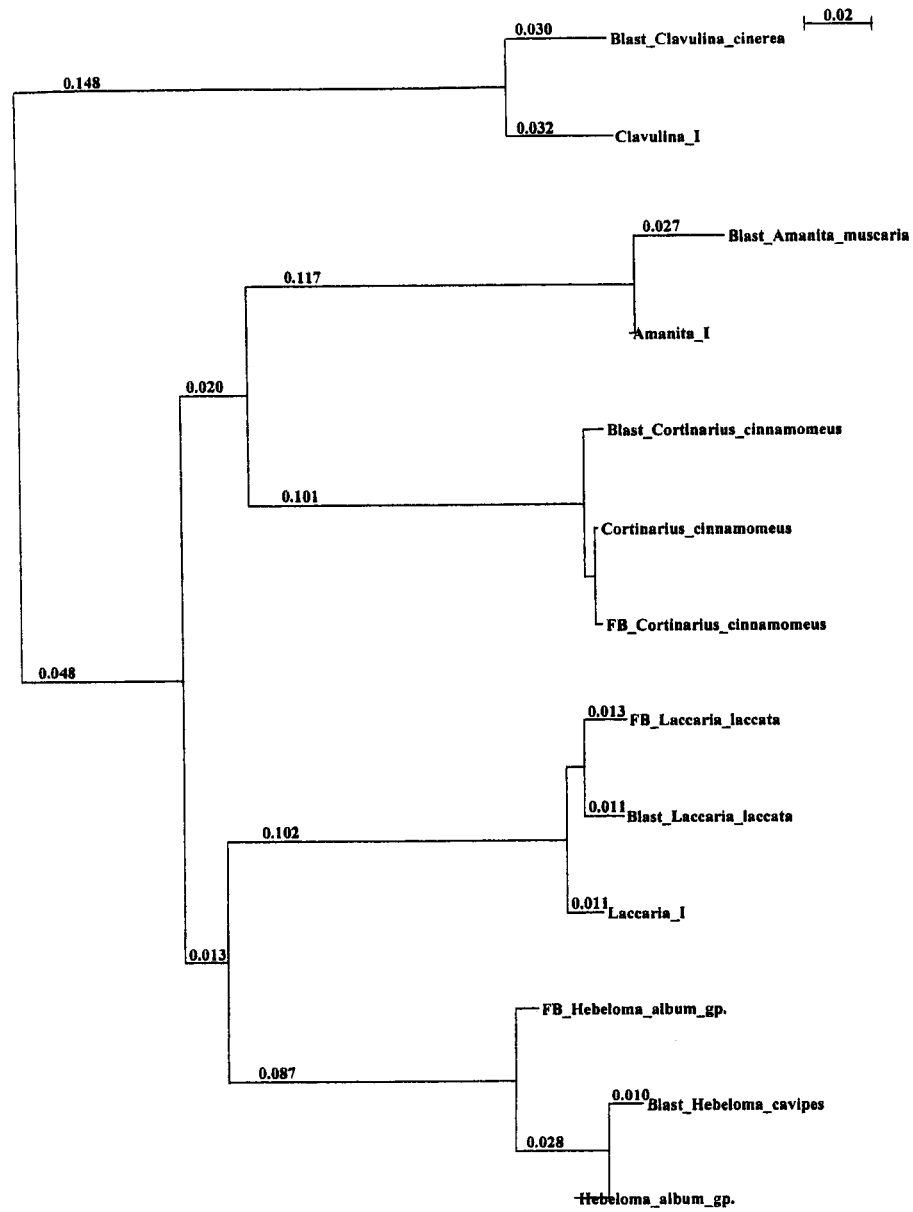 0.02
0.030
Blast_Clavulina_cinerea
0.148
0.032
Clavulina_I
0.027
Blast_Amanita_muscaria
0.117
Amanita_I
0.020
Blast_Cortinarius_cinnamomeus
0.101
Cortinarius_cinnamomeus
FB_Cortinarius_cinnamomeus
0.048
0.013
FB_Laccaria_laccata
0.011
Blast_Laccaria_laccata
0.102
0.011
Laccaria_I
0.013
FB_Hebeloma_album_gp.
0.087
0.010
Blast_Hebeloma_cavipes
0.028
Hebeloma_album_gp.